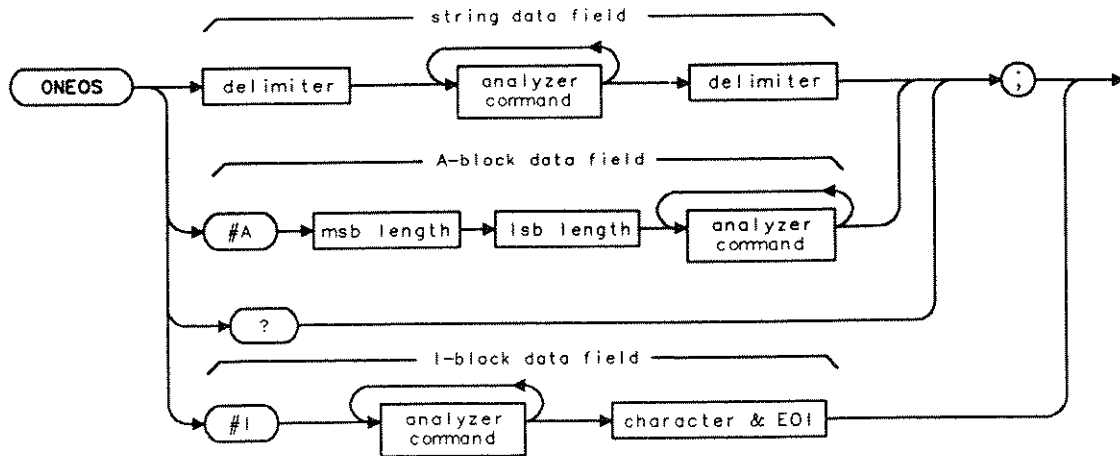 string data field
ONEOS
delimiter
analyzer
command
delimiter
;
A-block data field
#A
msb length
lsb length
analyzer
command
?
I-block data field
#I
analyzer
command
character & EOI